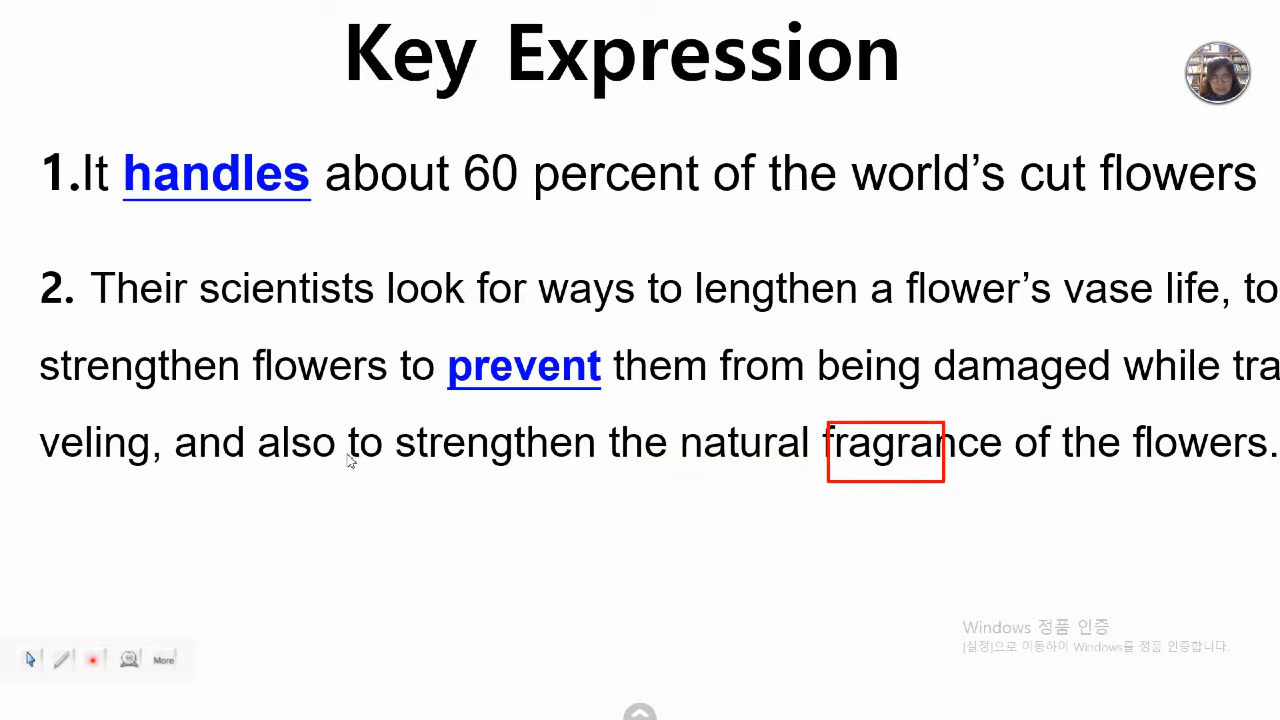 Key Expression
1.It handles about 60 percent of the world's cut flowers
2. Their scientists look for ways to lengthen a flower's vase life, to
strengthen flowers to prevent them from being damaged while tra
veling, and also to strengthen the natural fragrance of the flowers.
Windows 정품 인증
[설정]으로 이동하여 Windows를 정품 인증합니다.
More